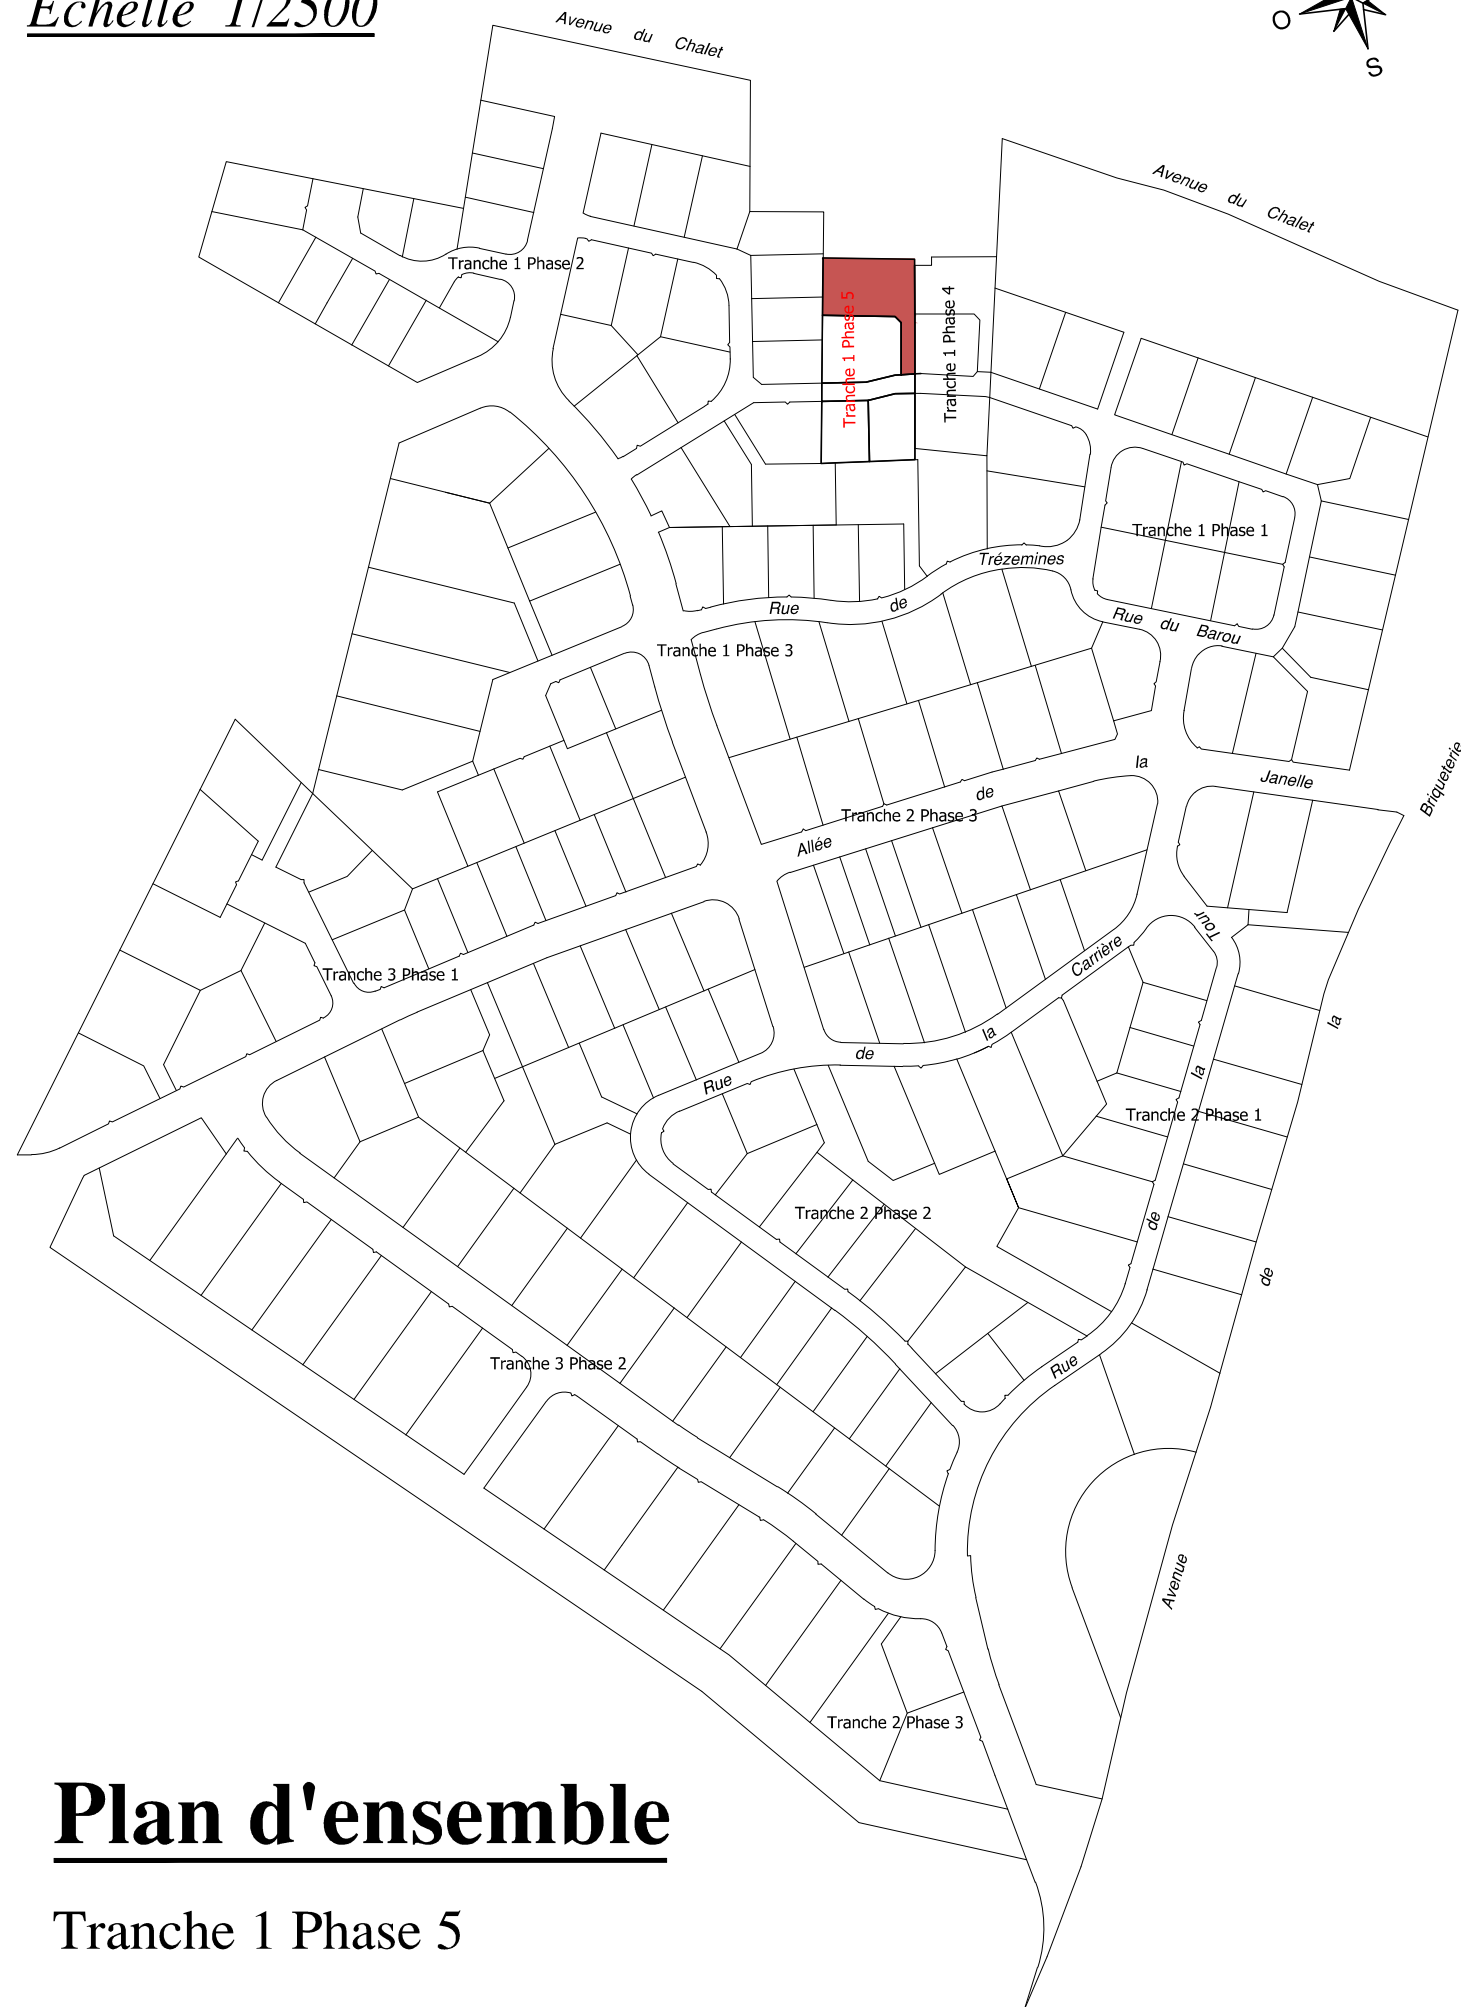 Echelle 1/2500
O
S
Avenue du Chalet
Avenue du Chalet
Tranche 1 Phase 2
Tranche 1 Phase 5
Tranche 1 Phase 4
Tranche 1 Phase 1
Rue de Trézemines
Rue du Barou
Tranche 1 Phase 3
Allée de la Janelle
Tranche 2 Phase 3
Tranche 3 Phase 1
Rue de la Carrière
Rue de la Tour
Avenue de la Briqueterie
Tranche 2 Phase 1
Tranche 2 Phase 2
Tranche 3 Phase 2
Tranche 2 Phase 3
Plan d'ensemble
Tranche 1 Phase 5